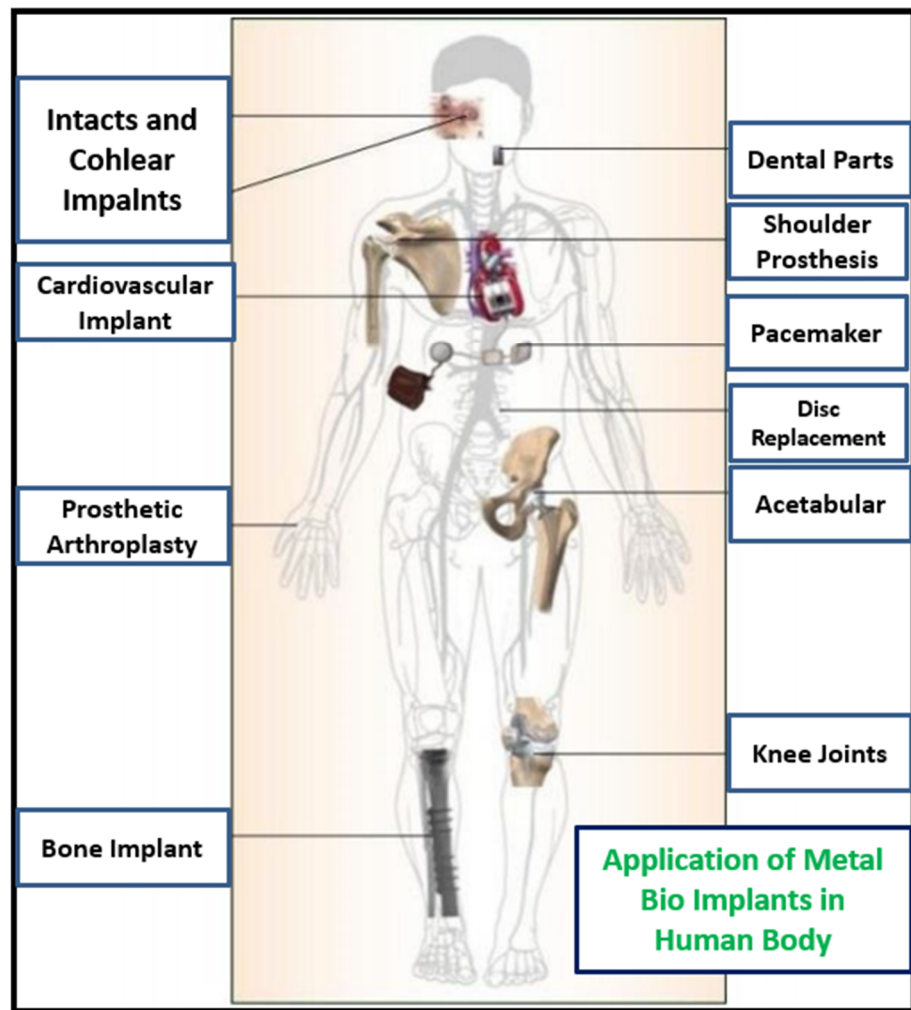 Intacts and
Cohlear
Impalnts
Cardiovascular
Implant
Prosthetic
Arthroplasty
Bone Implant
Dental Parts
Shoulder
Prosthesis
Pacemaker
Disc
Replacement
Acetabular
Knee Joints
Application of Metal
Bio Implants in
Human Body